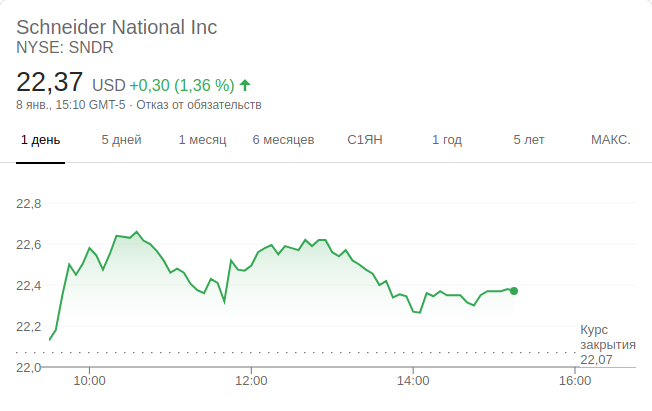 Schneider National Inc
NYSE: SNDR
22,37 USD +0,30 (1,36 %)
8 янв., 15:10 GMT-5 · Отказ от обязательств
1 день 5 дней 1 месяц 6 месяцев С1ЯН 1 год 5 лет МАКС.
22,8
22,6
22,4
22,2
Курс
закрытия
22,07
22,0
10:00 12:00 14:00 16:00